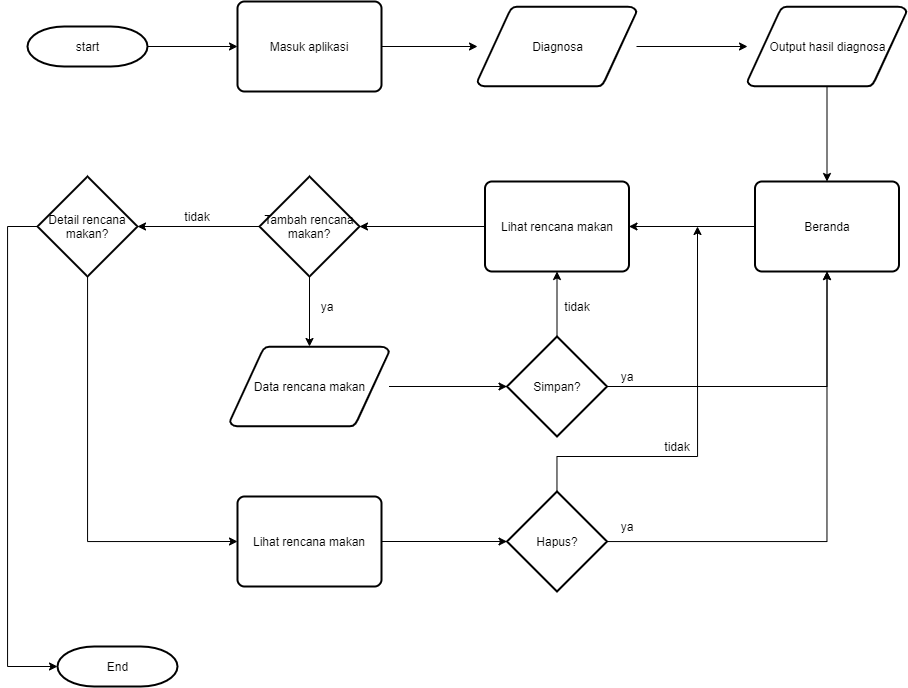 start
Masuk aplikasi
Diagnosa
Output hasil diagnosa
Detail rencana
makan?
tidak
Tambah rencana
makan?
Lihat rencana makan
Beranda
ya
tidak
Data rencana makan
Simpan?
ya
tidak
Lihat rencana makan
Hapus?
ya
End